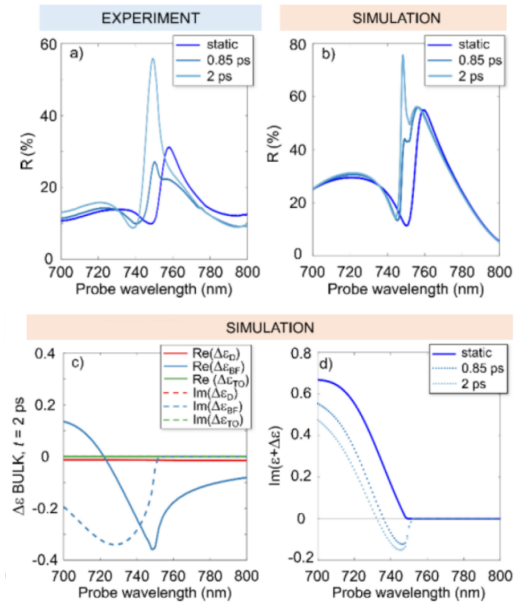 EXPERIMENT
SIMULATION
a)
static
0.85 ps
2 ps
R (%)
60
40
20
0
700 720 740 760 780 800
Probe wavelength (nm)
b)
static
0.85 ps
2 ps
R (%)
80
60
40
20
0
700 720 740 760 780 800
Probe wavelength (nm)
SIMULATION
c)
Re(Δε_D)
Re(Δε_BF)
Re (Δε_TO)
Im(Δε_D)
Im(Δε_BF)
Im(Δε_TO)
Δε BULK, t = 2 ps
0.4
0.2
0
-0.2
-0.4
700 720 740 760 780 800
Probe wavelength (nm)
d)
static
0.85 ps
2 ps
Im(ε+Δε)
0.8
0.6
0.4
0.2
0
-0.2
700 720 740 760 780 800
Probe wavelength (nm)